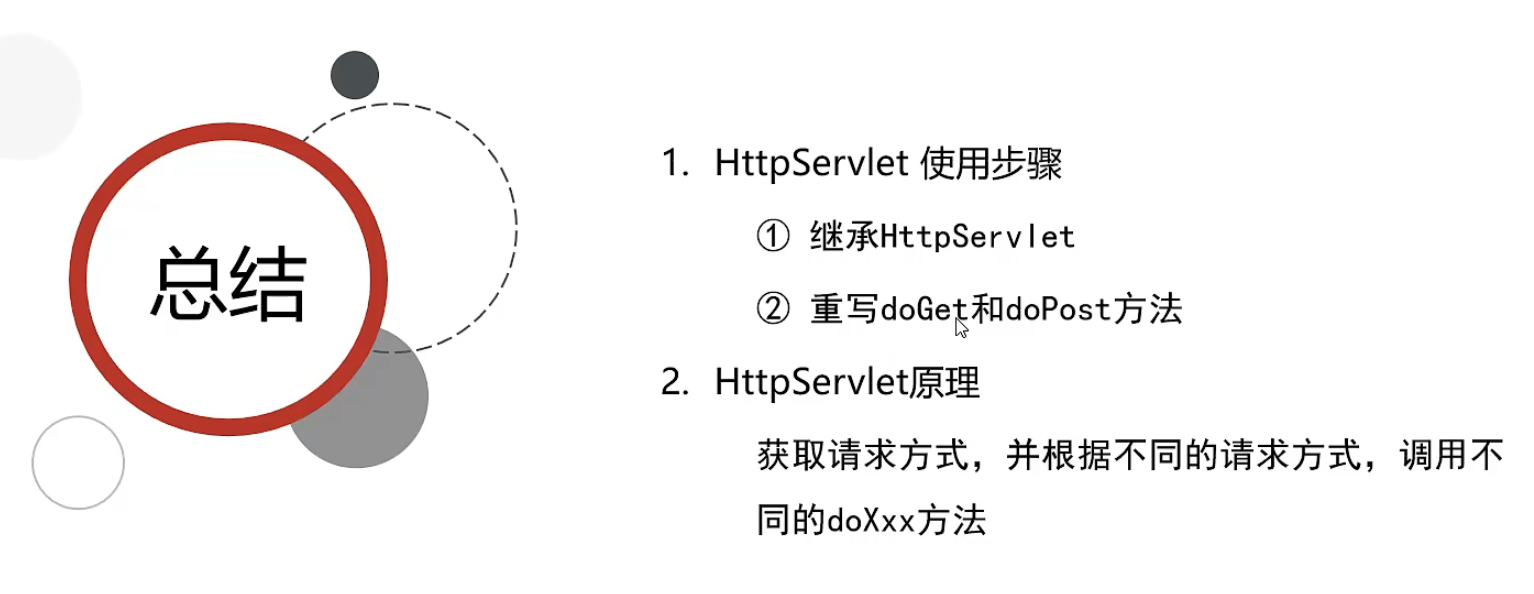 总结
1. HttpServlet 使用步骤
① 继承HttpServlet
② 重写doGet和doPost方法
2. HttpServlet原理
获取请求方式，并根据不同的请求方式，调用不
同的doXxx方法